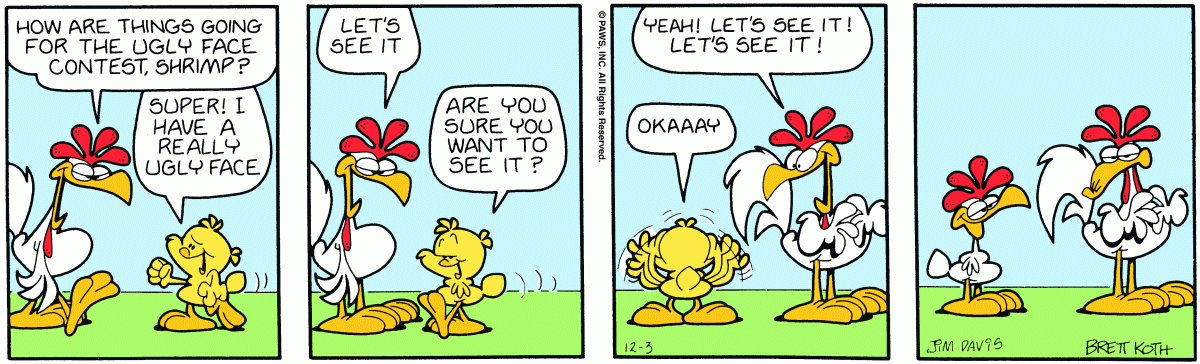 HOW ARE THINGS GOING
FOR THE UGLY FACE
CONTEST, SHRIMP?
SUPER! I
HAVE A
REALLY
UGLY FACE
LET'S
SEE IT
ARE YOU
SURE YOU
WANT TO
SEE IT?
© PAWS, INC. All Rights Reserved.
YEAH! LET'S SEE IT!
LET'S SEE IT!
OKAAAY
12-3
JIM DAVIS
BRETT KOTH